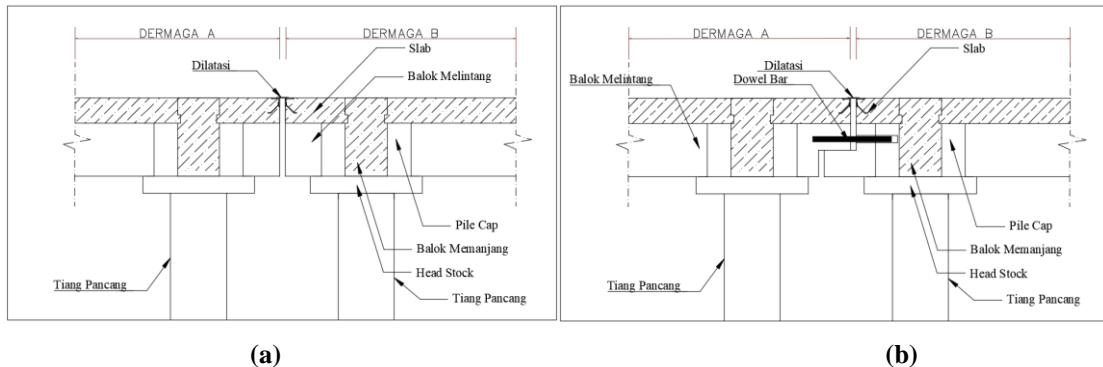 DERMAGA A
DERMAGA B
Slab
Dilatasi
Balok Melintang
Pile Cap
Balok Memanjang
Head Stock
Tiang Pancang
Tiang Pancang
(a)
DERMAGA A
DERMAGA B
Slab
Dilatasi
Dowel Bar
Balok Melintang
Pile Cap
Balok Memanjang
Head Stock
Tiang Pancang
Tiang Pancang
(b)